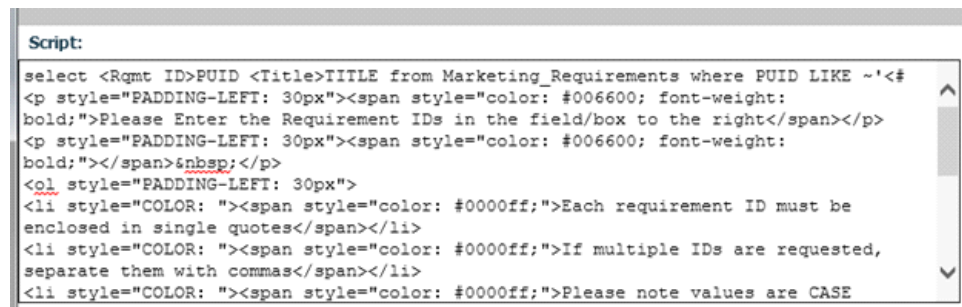 Script:
select <Rqmt ID>PUID <Title>TITLE from Marketing_Requirements where PUID LIKE ~'<#
<p style="PADDING-LEFT: 30px"><span style="color: #006600; font-weight:
bold;">Please Enter the Requirement IDs in the field/box to the right</span></p>
<p style="PADDING-LEFT: 30px"><span style="color: #006600; font-weight:
bold;"></span>&nbsp;</p>
<ol style="PADDING-LEFT: 30px">
<li style="COLOR: "><span style="color: #0000ff;">Each requirement ID must be
enclosed in single quotes</span></li>
<li style="COLOR: "><span style="color: #0000ff;">If multiple IDs are requested,
separate them with commas</span></li>
<li style="COLOR: "><span style="color: #0000ff;">Please note values are CASE